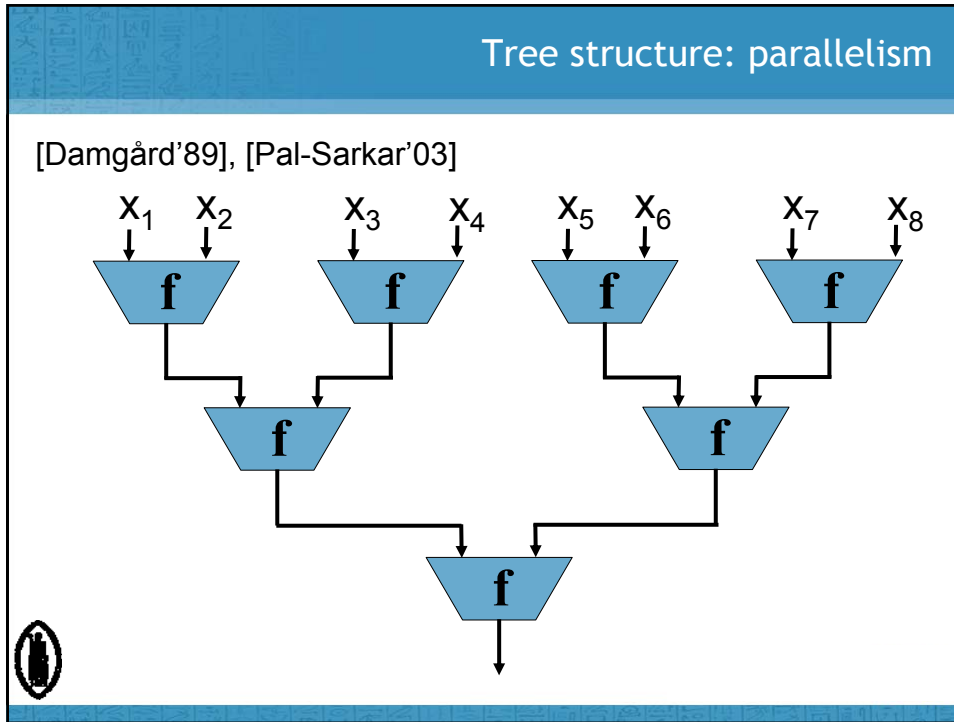 Tree structure: parallelism
[Damgård'89], [Pal-Sarkar'03]
x1 x2 x3 x4 x5 x6 x7 x8
f f f f
f f
f